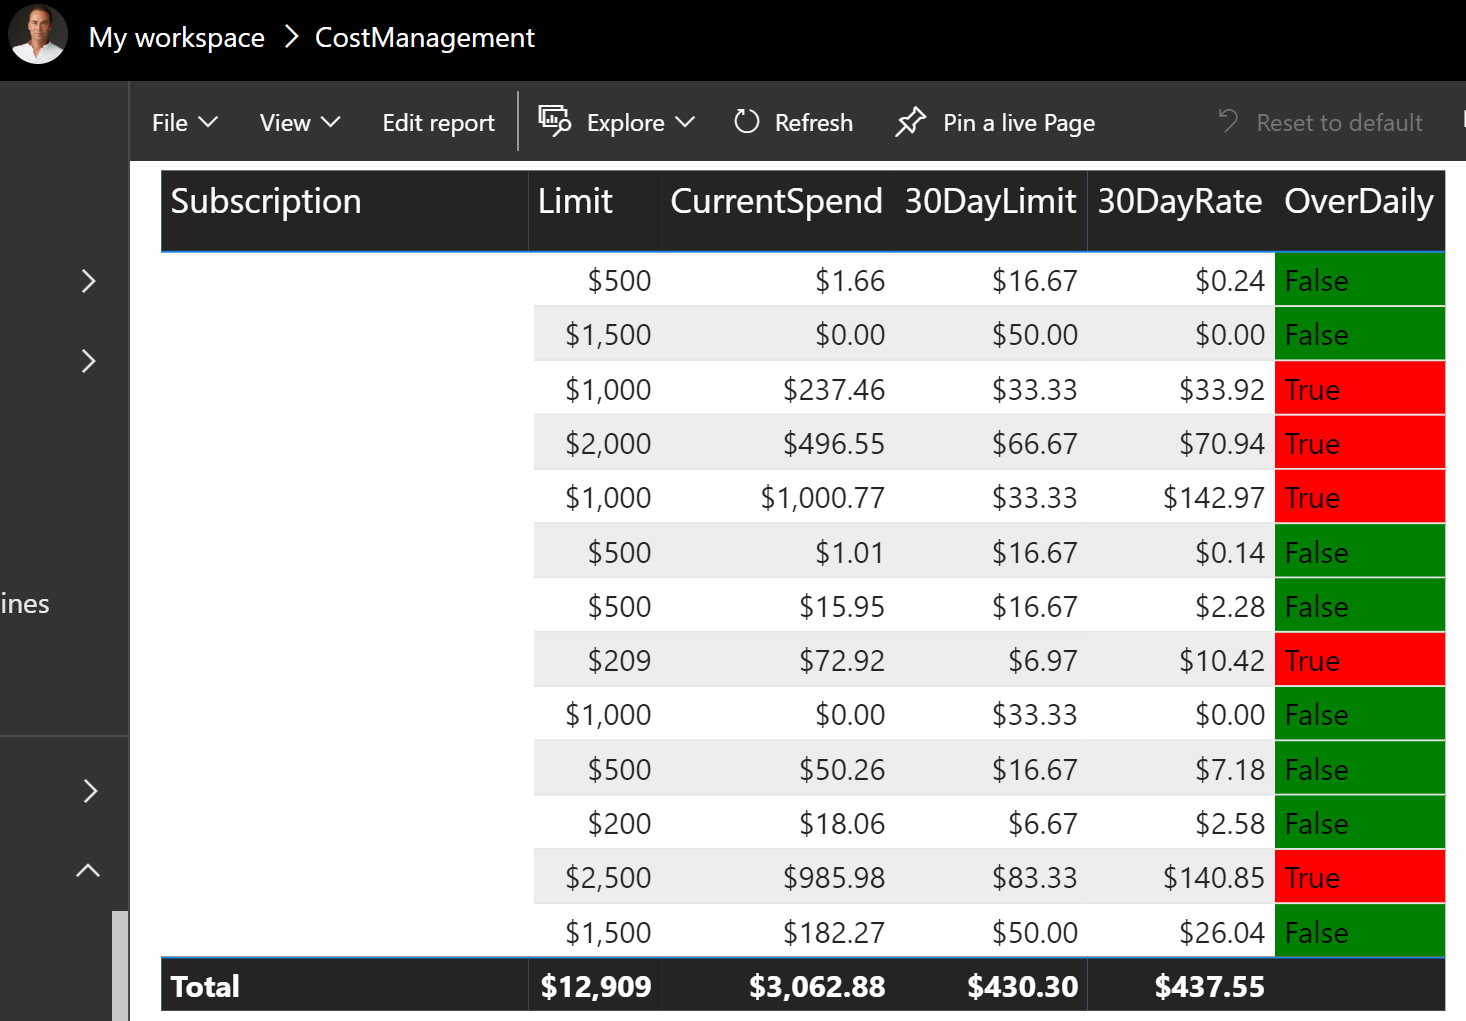 My workspace > CostManagement
File View Edit report Explore Refresh Pin a live Page Reset to default
Subscription Limit CurrentSpend 30DayLimit 30DayRate OverDaily
$500 $1.66 $16.67 $0.24 False
$1,500 $0.00 $50.00 $0.00 False
$1,000 $237.46 $33.33 $33.92 True
$2,000 $496.55 $66.67 $70.94 True
$1,000 $1,000.77 $33.33 $142.97 True
$500 $1.01 $16.67 $0.14 False
ines
$500 $15.95 $16.67 $2.28 False
$209 $72.92 $6.97 $10.42 True
$1,000 $0.00 $33.33 $0.00 False
$500 $50.26 $16.67 $7.18 False
$200 $18.06 $6.67 $2.58 False
$2,500 $985.98 $83.33 $140.85 True
$1,500 $182.27 $50.00 $26.04 False
Total $12,909 $3,062.88 $430.30 $437.55